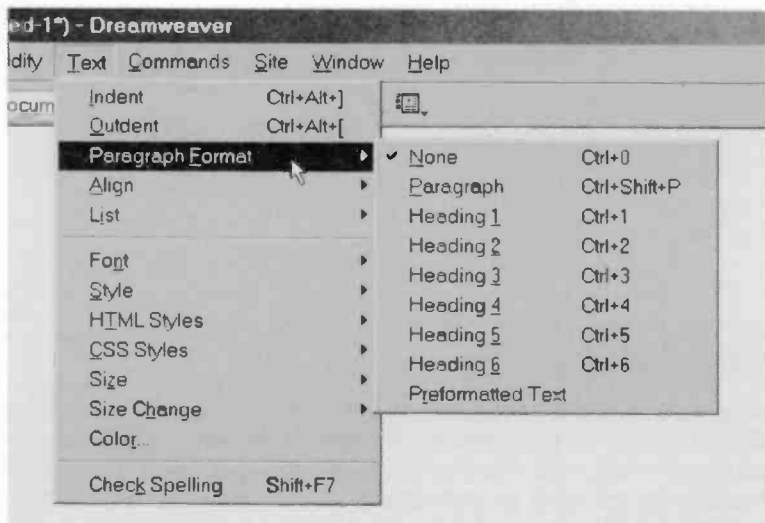 ed-1*) - Dreamweaver
dify Text Commands Site Window Help
ocum
Indent Ctrl+Alt+]
Outdent Ctrl+Alt+[
Paragraph Format
Align
List
Font
Style
HTML Styles
CSS Styles
Size
Size Change
Color...
Check Spelling Shift+F7
None Ctrl+0
Paragraph Ctrl+Shift+P
Heading 1 Ctrl+1
Heading 2 Ctrl+2
Heading 3 Ctrl+3
Heading 4 Ctrl+4
Heading 5 Ctrl+5
Heading 6 Ctrl+6
Preformatted Text